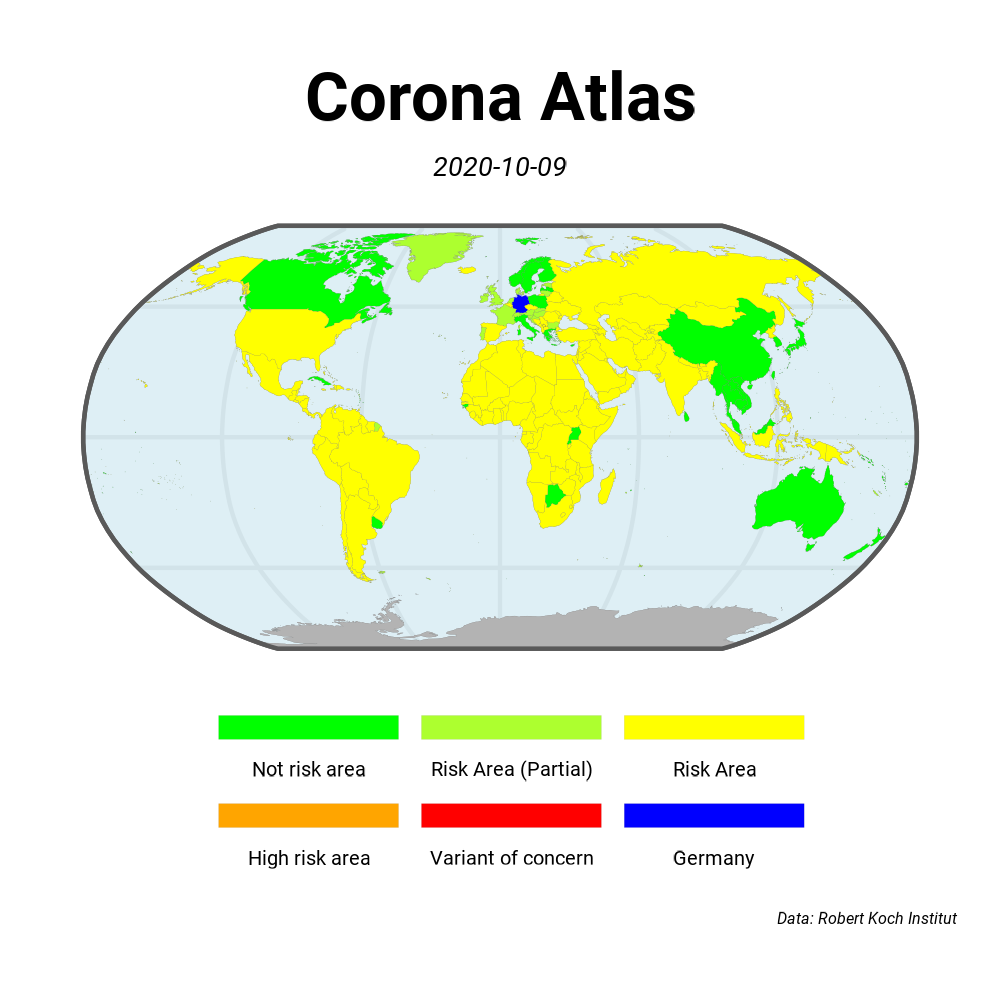 Corona Atlas
2020-10-09
Not risk area
Risk Area (Partial)
Risk Area
High risk area
Variant of concern
Germany
Data: Robert Koch Institut